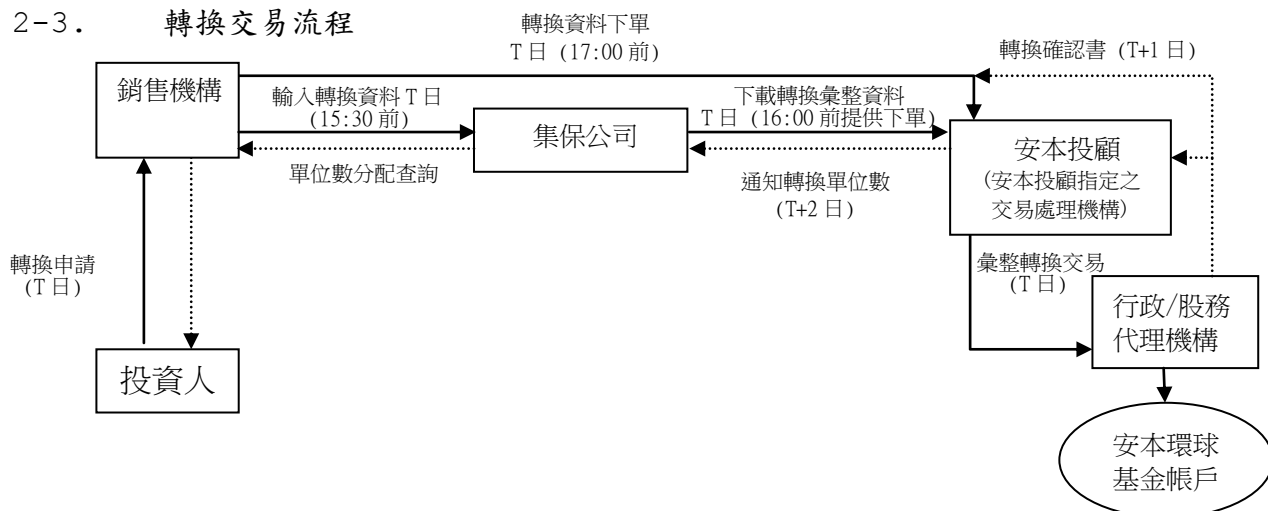 2-3. 轉換交易流程
轉換資料下單
T日 (17:00前)
轉換確認書 (T+1日)
銷售機構
輸入轉換資料T日
(15:30前)
集保公司
下載轉換彙整資料
T日 (16:00前提供下單)
安本投顧
(安本投顧指定之
交易處理機構)
單位數分配查詢
通知轉換單位數
(T+2日)
轉換申請
(T日)
彙整轉換交易
(T日)
行政/股務
代理機構
投資人
安本環球
基金帳戶